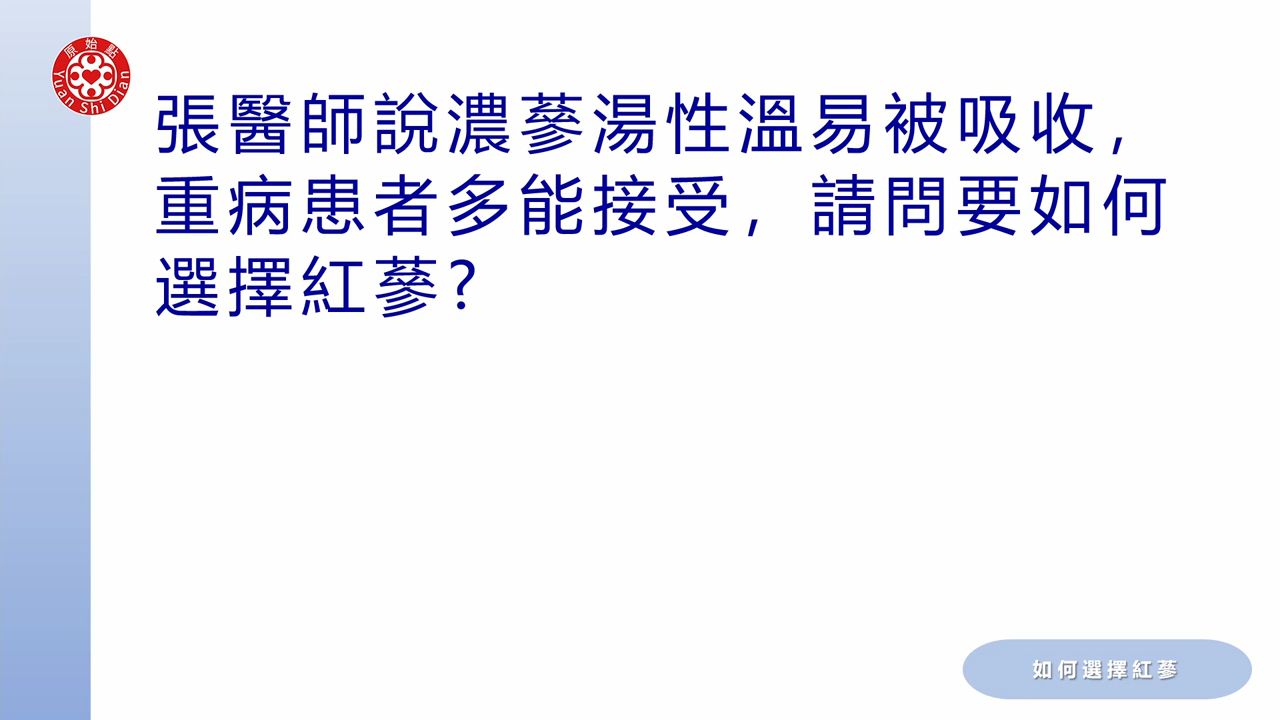 原始點
Yuan Shi Dian
張醫師說濃蔘湯性溫易被吸收，
重病患者多能接受，請問要如何
選擇紅蔘?
如何選擇紅蔘